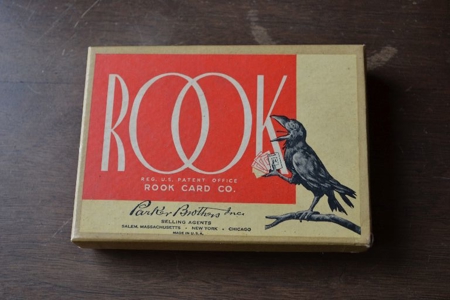 ROOK
REG. U.S. PATENT OFFICE
ROOK CARD CO.
Parker Brothers Inc.
SELLING AGENTS
SALEM, MASSACHUSETTS • NEW YORK • CHICAGO
MADE IN U.S.A.